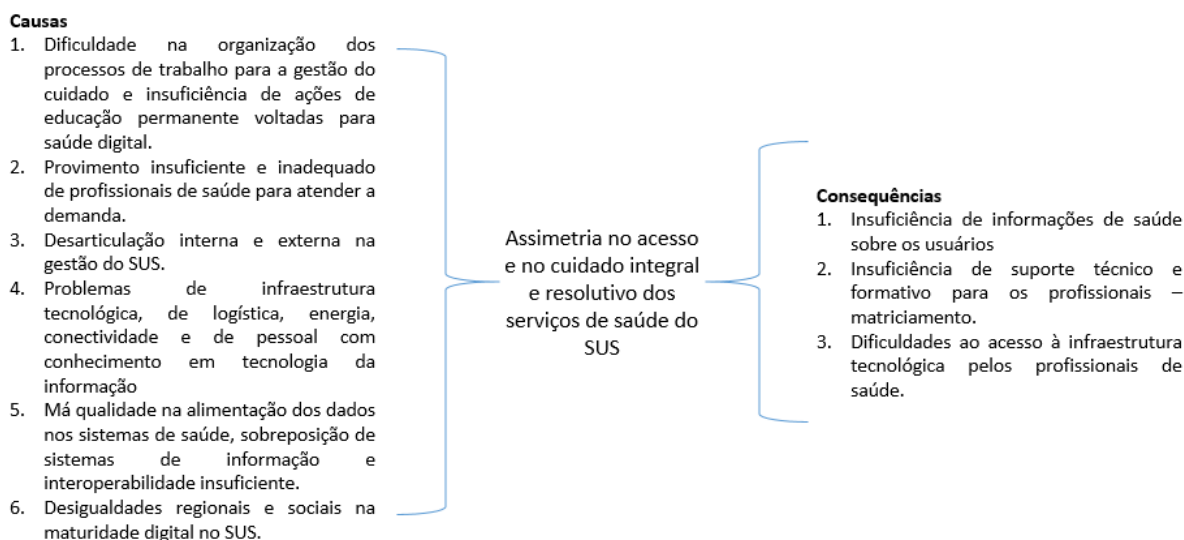 Causas
1. Dificuldade na organização dos
processos de trabalho para a gestão do
cuidado e insuficiência de ações de
educação permanente voltadas para
saúde digital.
2. Provimento insuficiente e inadequado
de profissionais de saúde para atender a
demanda.
3. Desarticulação interna e externa na
gestão do SUS.
4. Problemas de infraestrutura
tecnológica, de logística, energia,
conectividade e de pessoal com
conhecimento em tecnologia da
informação
5. Má qualidade na alimentação dos dados
nos sistemas de saúde, sobreposição de
sistemas de informação e
interoperabilidade insuficiente.
6. Desigualdades regionais e sociais na
maturidade digital no SUS.
Assimetria no acesso
e no cuidado integral
e resolutivo dos
serviços de saúde do
SUS
Consequências
1. Insuficiência de informações de saúde
sobre os usuários
2. Insuficiência de suporte técnico e
formativo para os profissionais –
matriciamento.
3. Dificuldades ao acesso à infraestrutura
tecnológica pelos profissionais de
saúde.